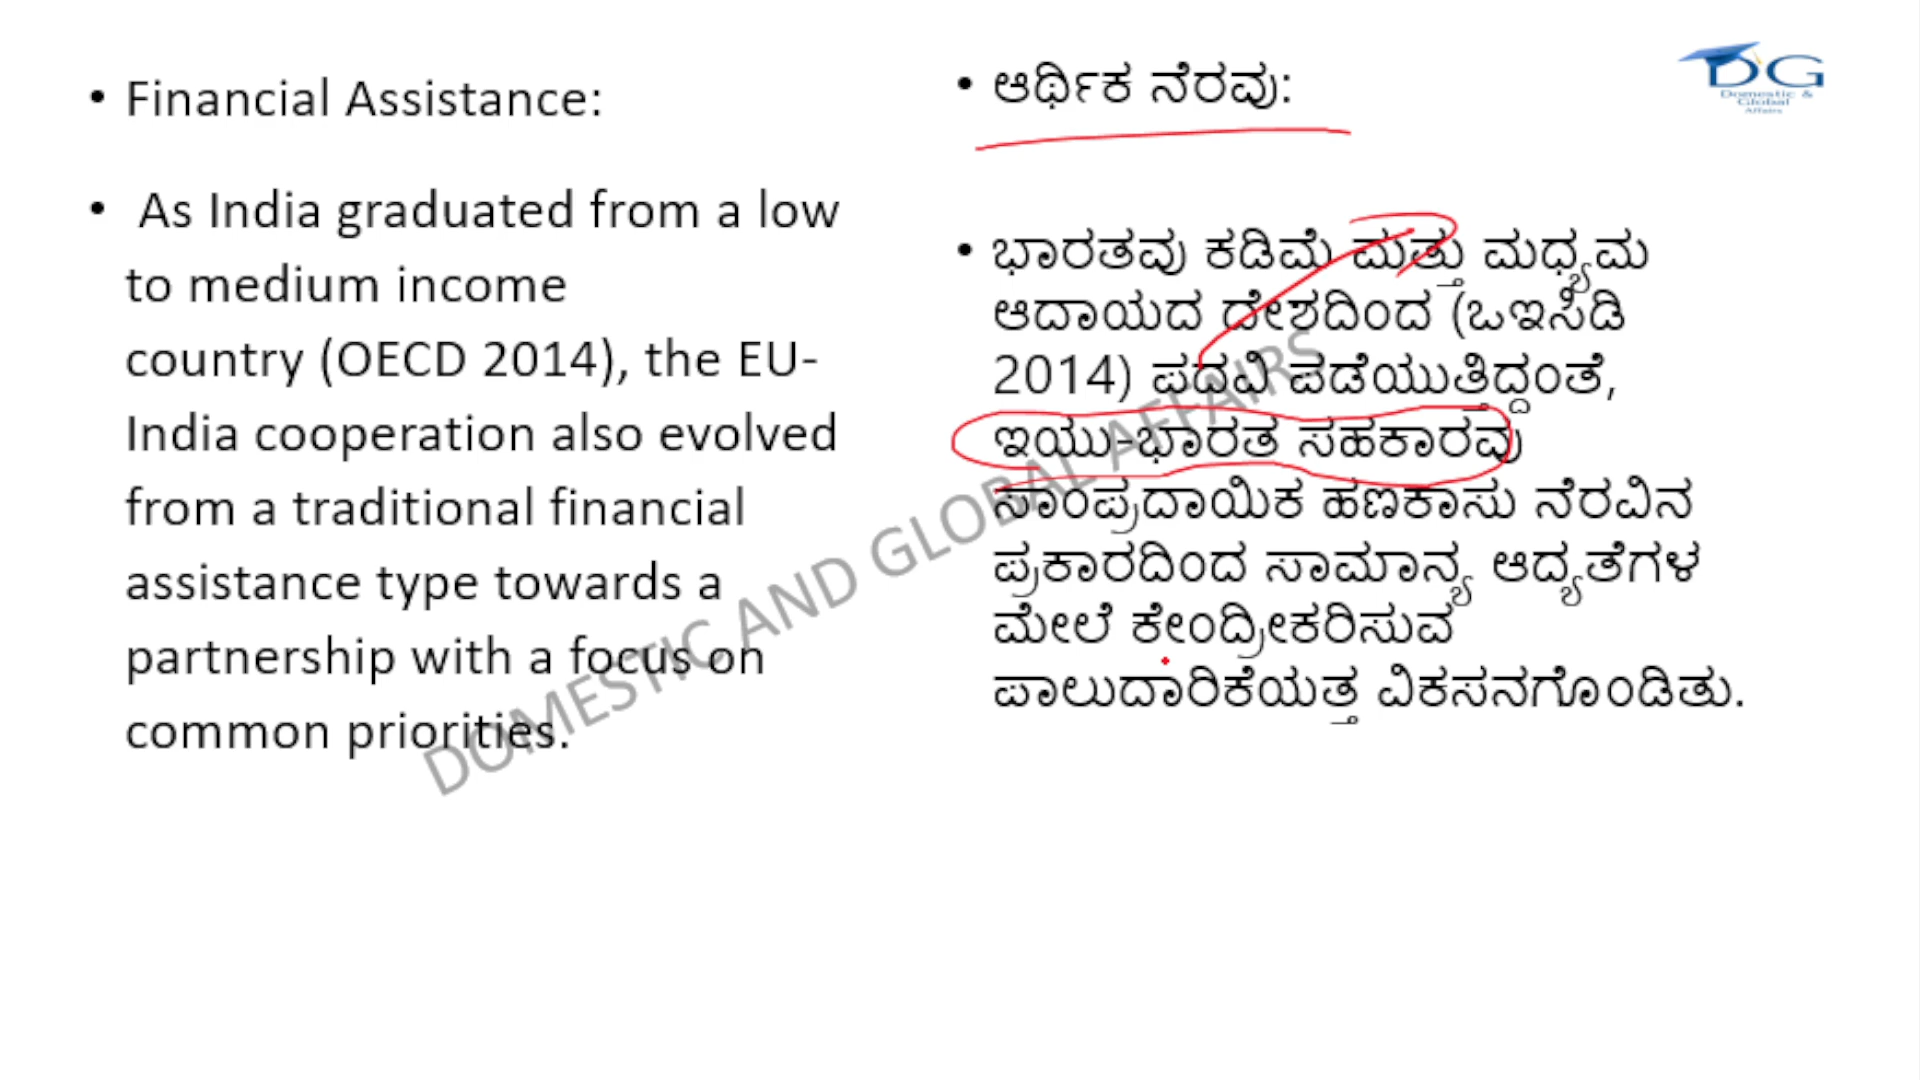 • Financial Assistance:
• As India graduated from a low
to medium income
country (OECD 2014), the EU-
India cooperation also evolved
from a traditional financial
assistance type towards a
partnership with a focus on
common priorities.
• ಆರ್ಥಿಕ ನೆರವು:
• ಭಾರತವು ಕಡಿಮೆ ಮತ್ತು ಮಧ್ಯಮ
ಆದಾಯದ ದೇಶದಿಂದ (ಒಇಸಿಡಿ
2014) ಪದವಿ ಪಡೆಯುತ್ತಿದ್ದಂತೆ,
ಇಯು-ಭಾರತ ಸಹಕಾರವು
ಸಾಂಪ್ರದಾಯಿಕ ಹಣಕಾಸು ನೆರವಿನ
ಪ್ರಕಾರದಿಂದ ಸಾಮಾನ್ಯ ಆದ್ಯತೆಗಳ
ಮೇಲೆ ಕೇಂದ್ರೀಕರಿಸುವ
ಪಾಲುದಾರಿಕೆಯತ್ತ ವಿಕಸನಗೊಂಡಿತು.
DG
Domestic &
Global
Affairs
DOMESTIC AND GLOBAL AFFAIRS